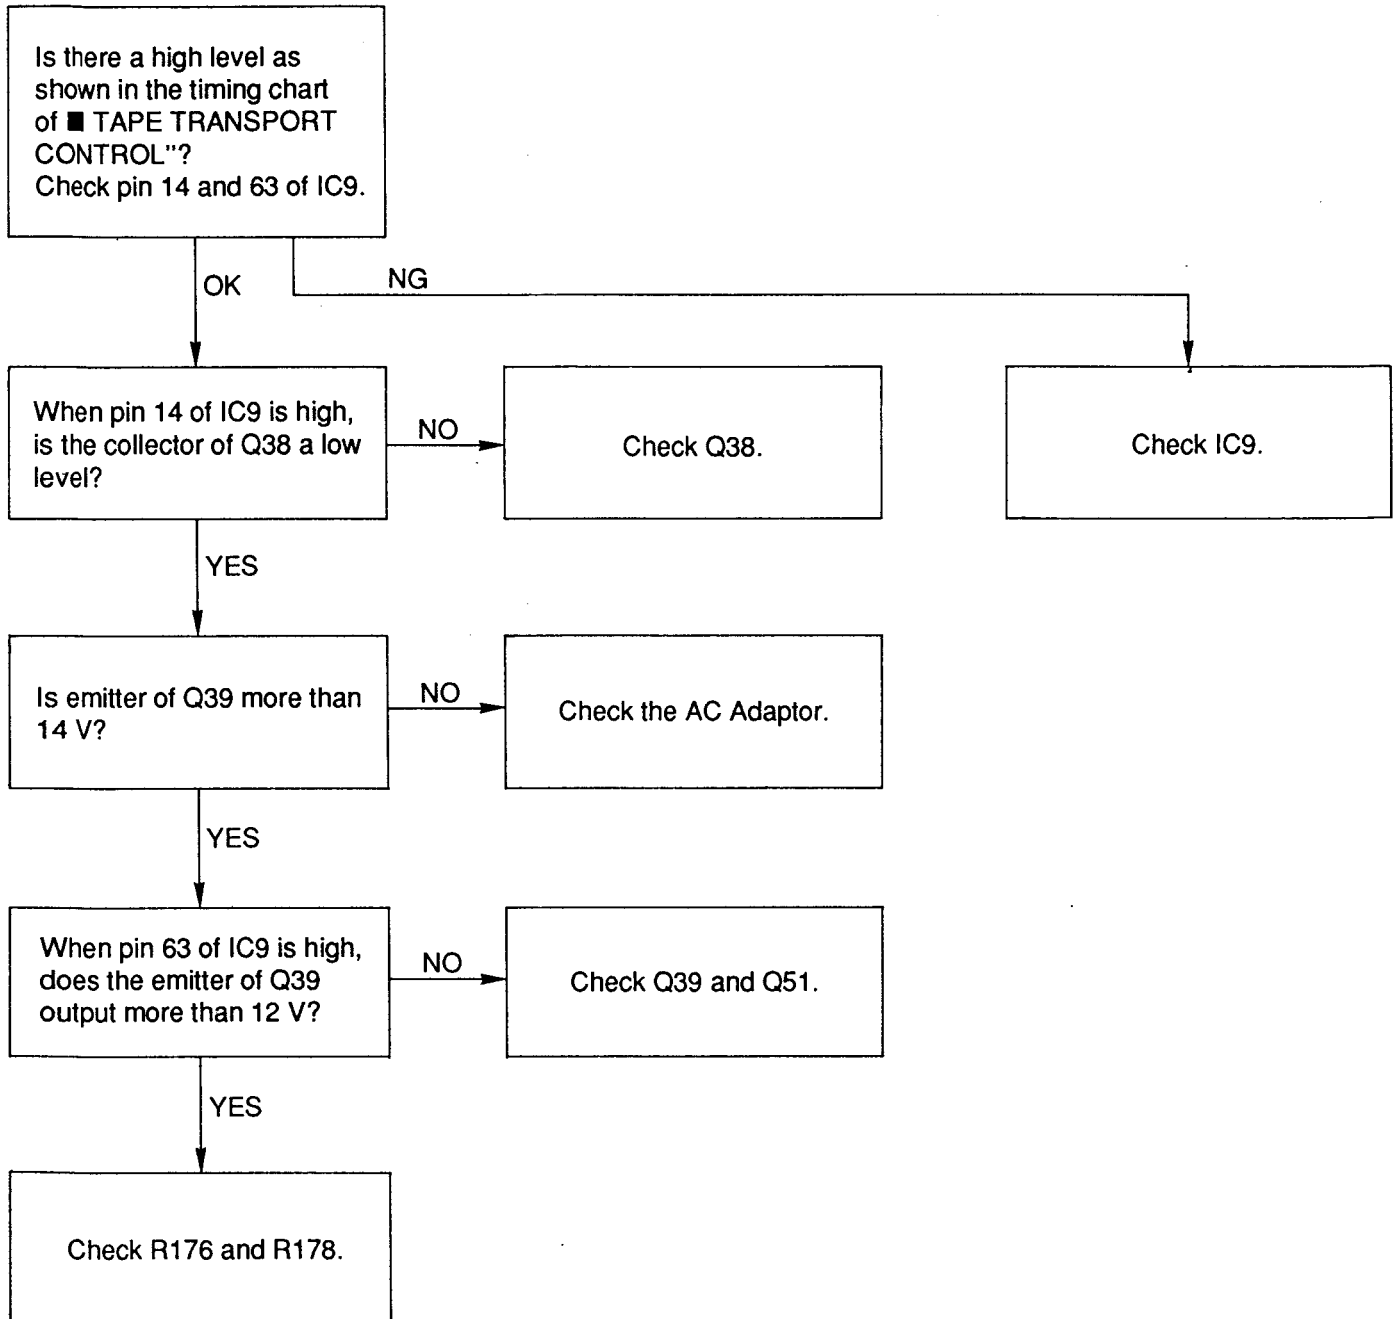 Is there a high level as
shown in the timing chart
of ■ TAPE TRANSPORT
CONTROL"?
Check pin 14 and 63 of IC9.
OK
NG
When pin 14 of IC9 is high,
is the collector of Q38 a low
level?
NO
Check Q38.
Check IC9.
YES
Is emitter of Q39 more than
14 V?
NO
Check the AC Adaptor.
YES
When pin 63 of IC9 is high,
does the emitter of Q39
output more than 12 V?
NO
Check Q39 and Q51.
YES
Check R176 and R178.